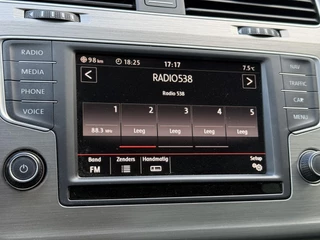 98 km 18:25 17:17 7.5°C
RADIO538
Radio 538
RADIO
MEDIA
PHONE
VOICE
1 2 3 4 5
88.3 MHz Leeg Leeg Leeg Leeg
Band Zenders Handmatig Setup
FM
NAV
TRAFFIC
CAR
MENU